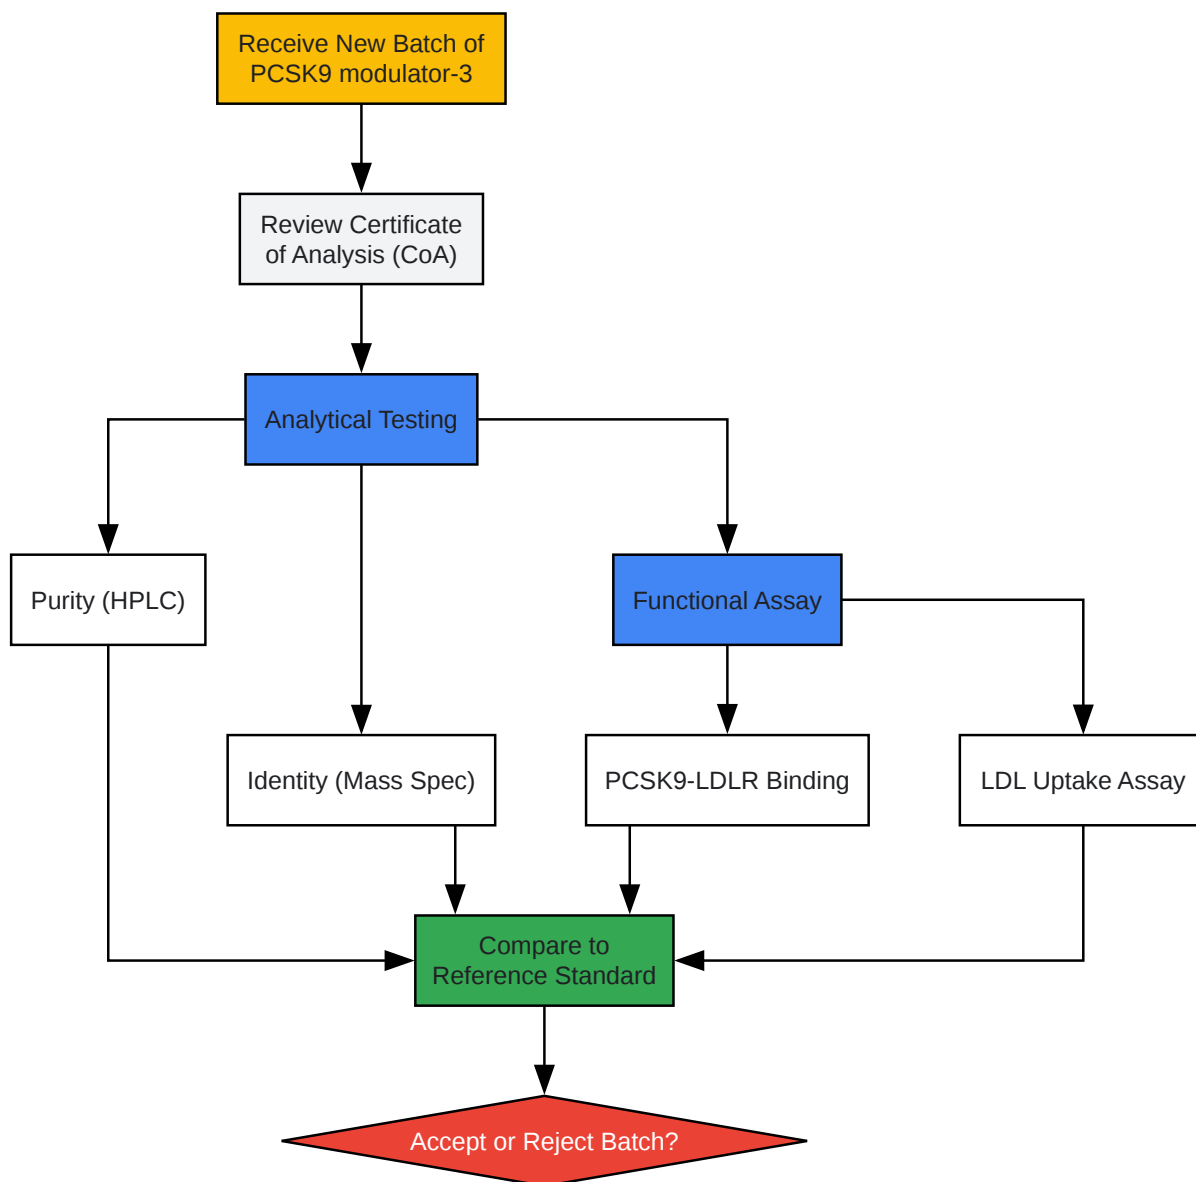 Receive New Batch of
PCSK9 modulator-3
Review Certificate
of Analysis (CoA)
Analytical Testing
Purity (HPLC)
Functional Assay
Identity (Mass Spec)
PCSK9-LDLR Binding
LDL Uptake Assay
Compare to
Reference Standard
Accept or Reject Batch?